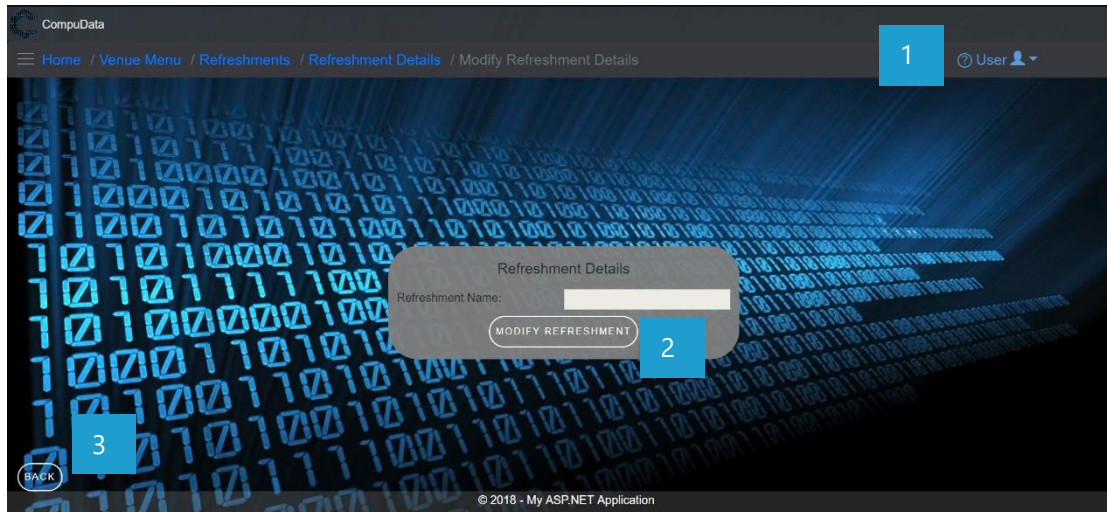 CompuData
Home / Venue Menu / Refreshments / Refreshment Details / Modify Refreshment Details
1
User
Refreshment Details
Refreshment Name:
MODIFY REFRESHMENT
2
3
BACK
© 2018 - My ASP.NET Application